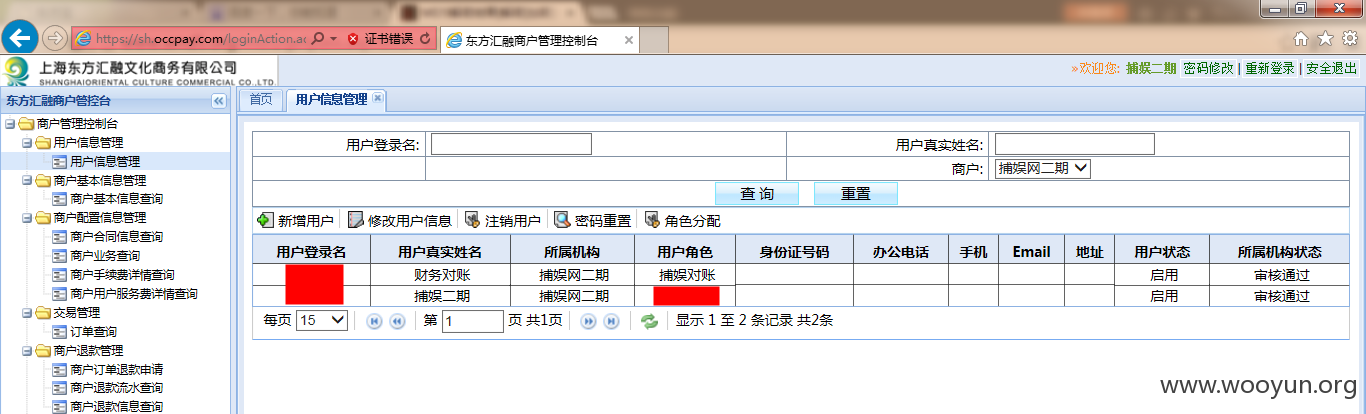 https://sh.occpay.com/loginAction.ac
证书错误
东方汇融商户管理控制台
上海东方汇融文化商务有限公司
SHANGHAIORIENTAL CULTURE COMMERCIAL CO.,LTD.
»欢迎您: 捕娱二期 密码修改 | 重新登录 | 安全退出
东方汇融商户管控台
首页 用户信息管理
商户管理控制台
用户信息管理
用户信息管理
商户基本信息管理
商户基本信息查询
商户配置信息管理
商户合同信息查询
商户业务查询
商户手续费详情查询
商户用户服务费详情查询
交易管理
订单查询
商户退款管理
商户订单退款申请
商户退款流水查询
商户退款信息查询
用户登录名: 用户真实姓名:
商户: 捕娱网二期
查 询 重置
新增用户 修改用户信息 注销用户 密码重置 角色分配
用户登录名 用户真实姓名 所属机构 用户角色 身份证号码 办公电话 手机 Email 地址 用户状态 所属机构状态
财务对账 捕娱网二期 捕娱对账 启用 审核通过
捕娱二期 捕娱网二期 启用 审核通过
每页 15 第 1 页 共1页 显示 1 至 2 条记录 共2条
www.wooyun.org